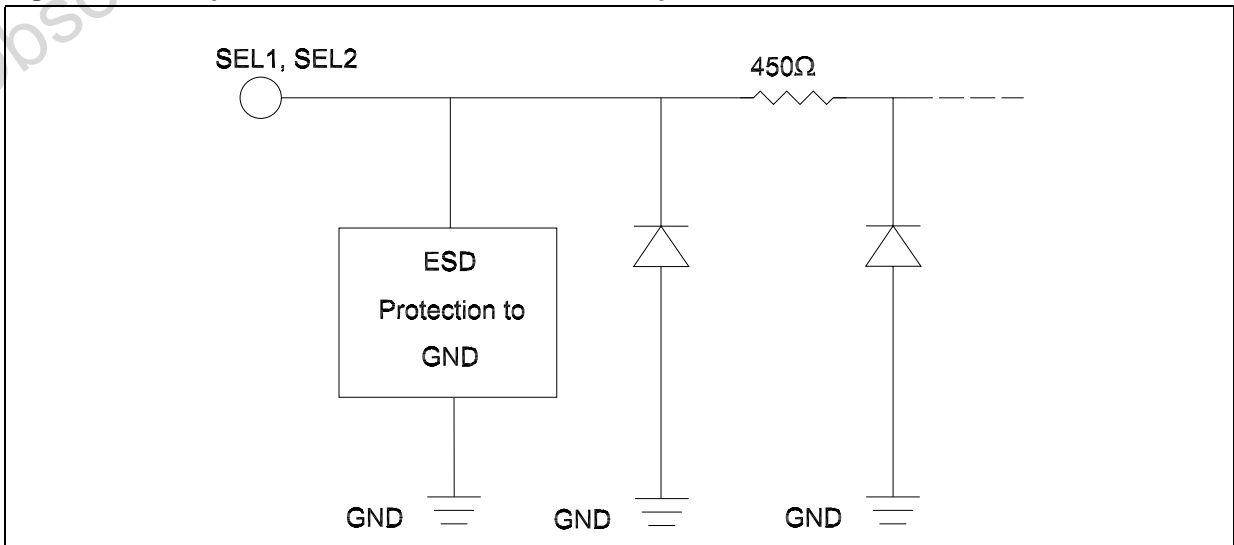 SEL1, SEL2
450Ω
ESD
Protection to
GND
GND
GND
GND